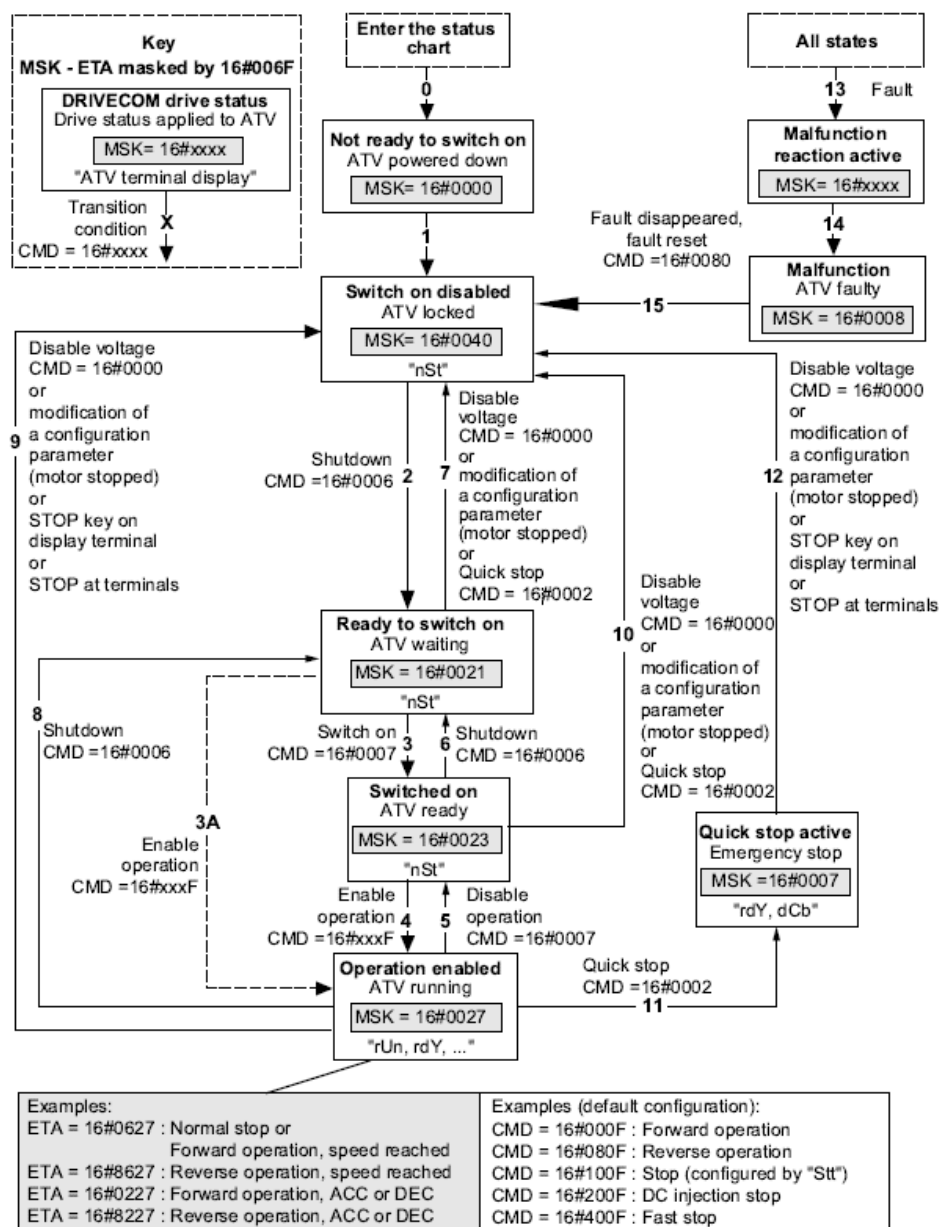 Key
MSK - ETA masked by 16#006F
DRIVECOM drive status
Drive status applied to ATV
MSK= 16#xxxx
"ATV terminal display"
Transition
condition
CMD = 16#xxxx
X
Enter the status
chart
0
Not ready to switch on
ATV powered down
MSK= 16#0000
1
All states
13
Fault
Malfunction
reaction active
MSK= 16#xxxx
14
Fault disappeared,
fault reset
CMD =16#0080
Malfunction
ATV faulty
MSK = 16#0008
15
Switch on disabled
ATV locked
MSK= 16#0040
"nSt"
Disable voltage
CMD = 16#0000
or
modification of
9
a configuration
parameter
(motor stopped)
or
STOP key on
display terminal
or
STOP at terminals
Shutdown
CMD =16#0006
2
7
Disable
voltage
CMD = 16#0000
or
modification of
a configuration
parameter
(motor stopped)
or
Quick stop
CMD = 16#0002
12
Disable voltage
CMD = 16#0000
or
modification of
a configuration
parameter
(motor stopped)
or
STOP key on
display terminal
or
STOP at terminals
10
Disable
voltage
CMD = 16#0000
or
modification of
a configuration
parameter
(motor stopped)
or
Quick stop
CMD = 16#0002
Ready to switch on
ATV waiting
MSK = 16#0021
"nSt"
8
Shutdown
CMD =16#0006
Switch on
CMD =16#0007
3
6
Shutdown
CMD =16#0006
Switched on
ATV ready
MSK = 16#0023
"nSt"
3A
Enable
operation
CMD =16#xxxF
Enable
operation
CMD =16#xxxF
4
5
Disable
operation
CMD =16#0007
Quick stop active
Emergency stop
MSK =16#0007
"rdY, dCb"
Operation enabled
ATV running
MSK = 16#0027
"rUn, rdY, ..."
Quick stop
CMD =16#0002
11
Examples:
ETA = 16#0627 : Normal stop or
Forward operation, speed reached
ETA = 16#8627 : Reverse operation, speed reached
ETA = 16#0227 : Forward operation, ACC or DEC
ETA = 16#8227 : Reverse operation, ACC or DEC
Examples (default configuration):
CMD = 16#000F : Forward operation
CMD = 16#080F : Reverse operation
CMD = 16#100F : Stop (configured by "Stt")
CMD = 16#200F : DC injection stop
CMD = 16#400F : Fast stop